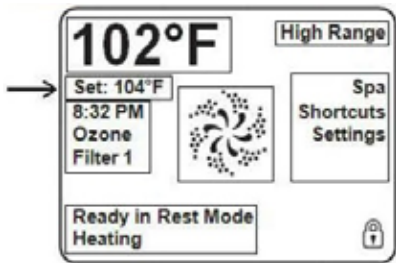 102°F
High Range
Set: 104°F
8:32 PM
Ozone
Filter 1
Spa
Shortcuts
Settings
Ready in Rest Mode
Heating